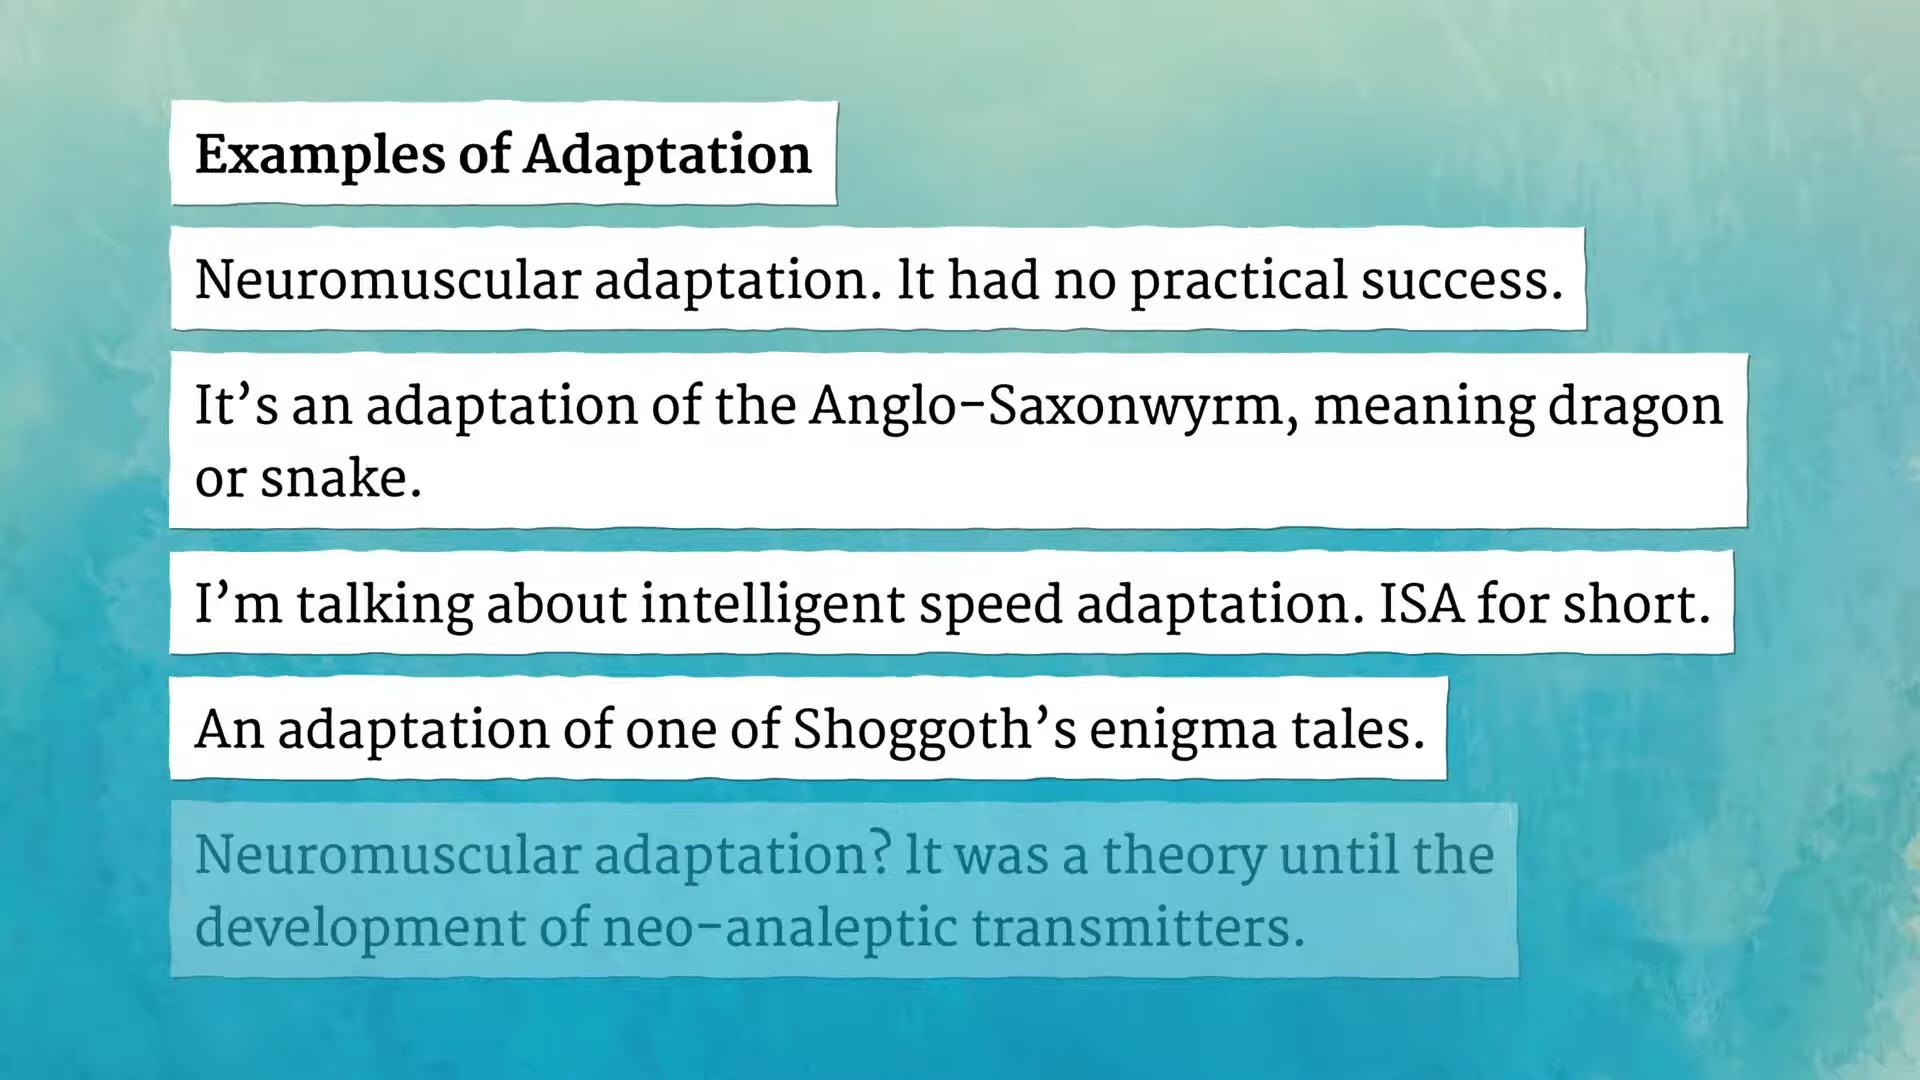 Examples of Adaptation
Neuromuscular adaptation. It had no practical success.
It’s an adaptation of the Anglo-Saxonwyrm, meaning dragon
or snake.
I’m talking about intelligent speed adaptation. ISA for short.
An adaptation of one of Shoggoth’s enigma tales.
Neuromuscular adaptation? It was a theory until the
development of neo-analeptic transmitters.